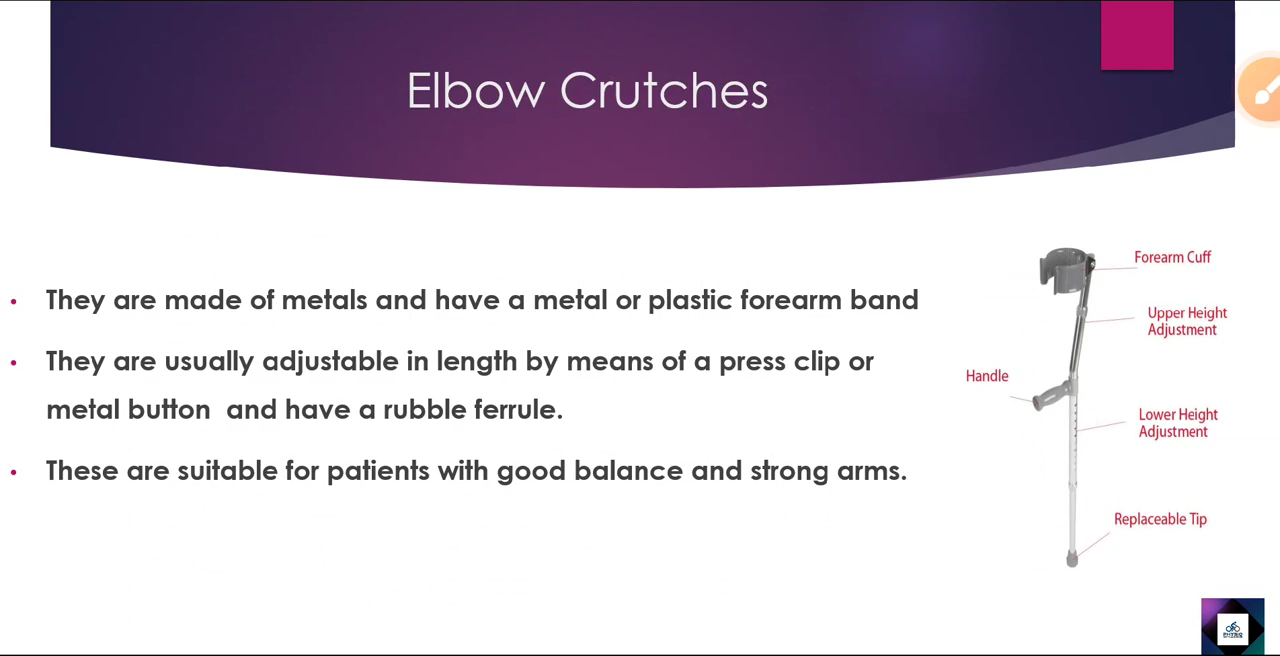 Elbow Crutches
• They are made of metals and have a metal or plastic forearm band
• They are usually adjustable in length by means of a press clip or
metal button and have a rubble ferrule.
• These are suitable for patients with good balance and strong arms.
Forearm Cuff
Upper Height
Adjustment
Handle
Lower Height
Adjustment
Replaceable Tip
PHYSIO